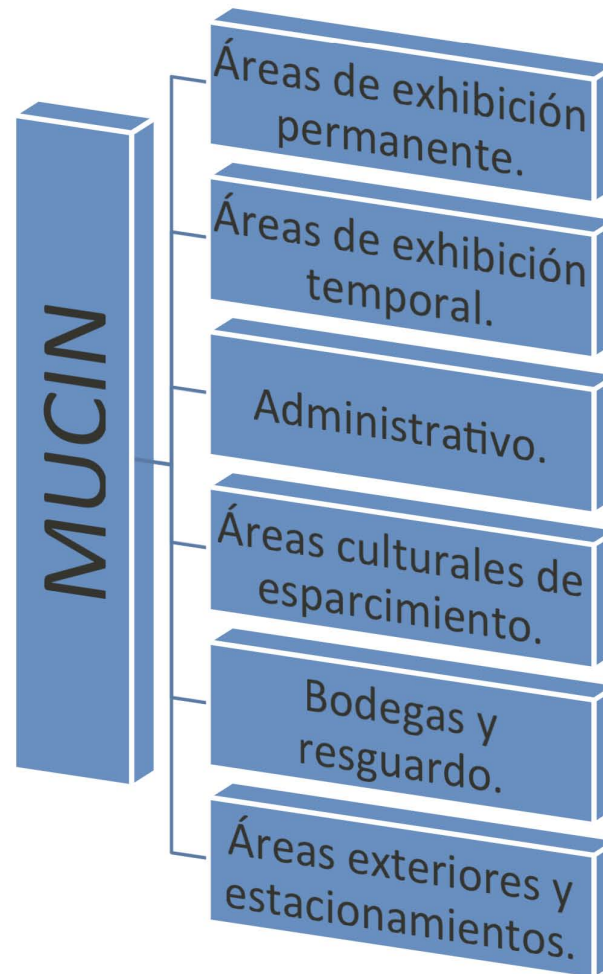 MUCIN
Áreas de exhibición
permanente.
Áreas de exhibición
temporal.
Administrativo.
Áreas culturales de
esparcimiento.
Bodegas y
resguardo.
Áreas exteriores y
estacionamientos.